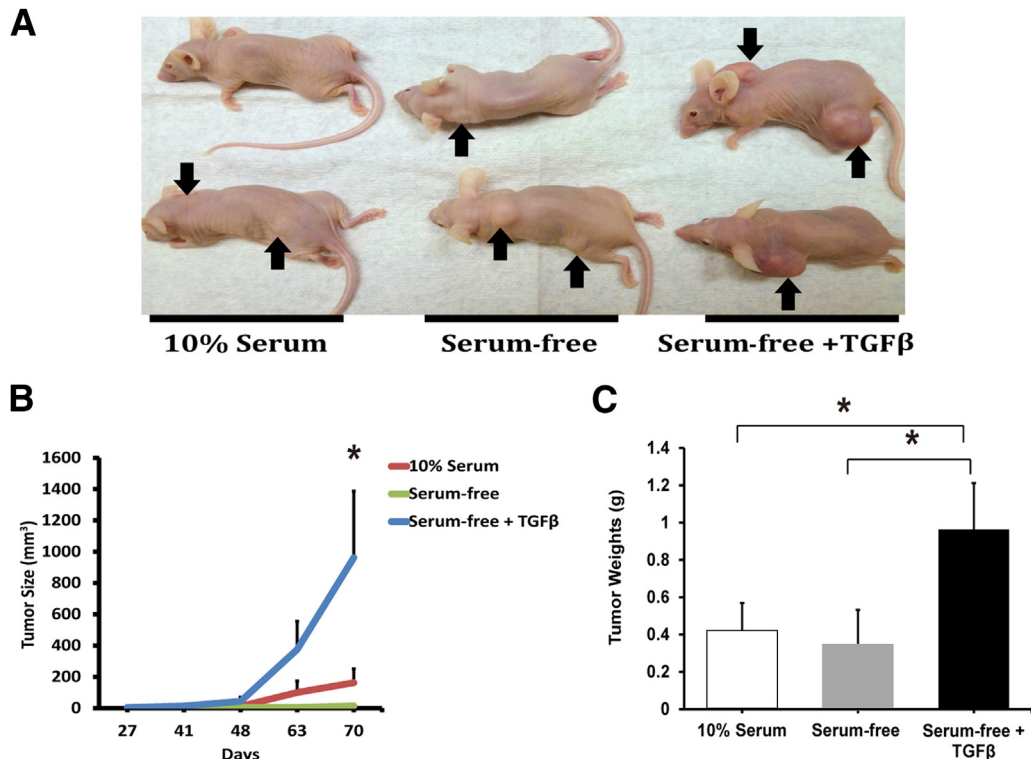 A
10% Serum
Serum-free
Serum-free +TGFβ
B
*
1600
1400
1200
1000
800
600
400
200
0
Tumor Size (mm³)
27 41 48 63 70
Days
10% Serum
Serum-free
Serum-free + TGFβ
C
*
*
1.4
1.2
1
0.8
0.6
0.4
0.2
0
Tumor Weights (g)
10% Serum
Serum-free
Serum-free +
TGFβ